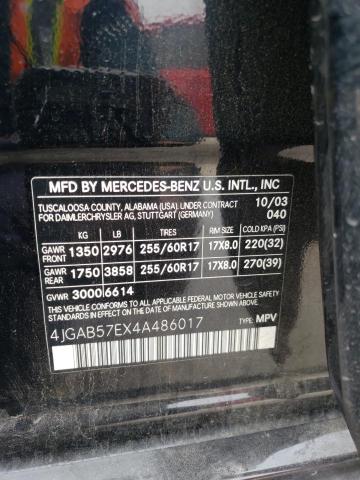 MFD BY MERCEDES-BENZ U.S. INTL., INC
TUSCALOOSA COUNTY, ALABAMA (USA) UNDER CONTRACT 10/03
FOR DAIMLERCHRYSLER AG, STUTTGART (GERMANY) 040
KG LB TIRES RIM SIZE COLD KPA (PSI)
GAWR FRONT 1350 2976 255/60R17 17X8.0 220(32)
GAWR REAR 1750 3858 255/60R17 17X8.0 270(39)
GVWR 3000 6614
THIS VEHICLE CONFORMS TO ALL APPLICABLE U.S. FEDERAL MOTOR
VEHICLE SAFETY STANDARDS IN EFFECT ON THE DATE OF MANUFACTURE SHOWN ABOVE.
4JGAB57EX4A486017 TYPE: MPV